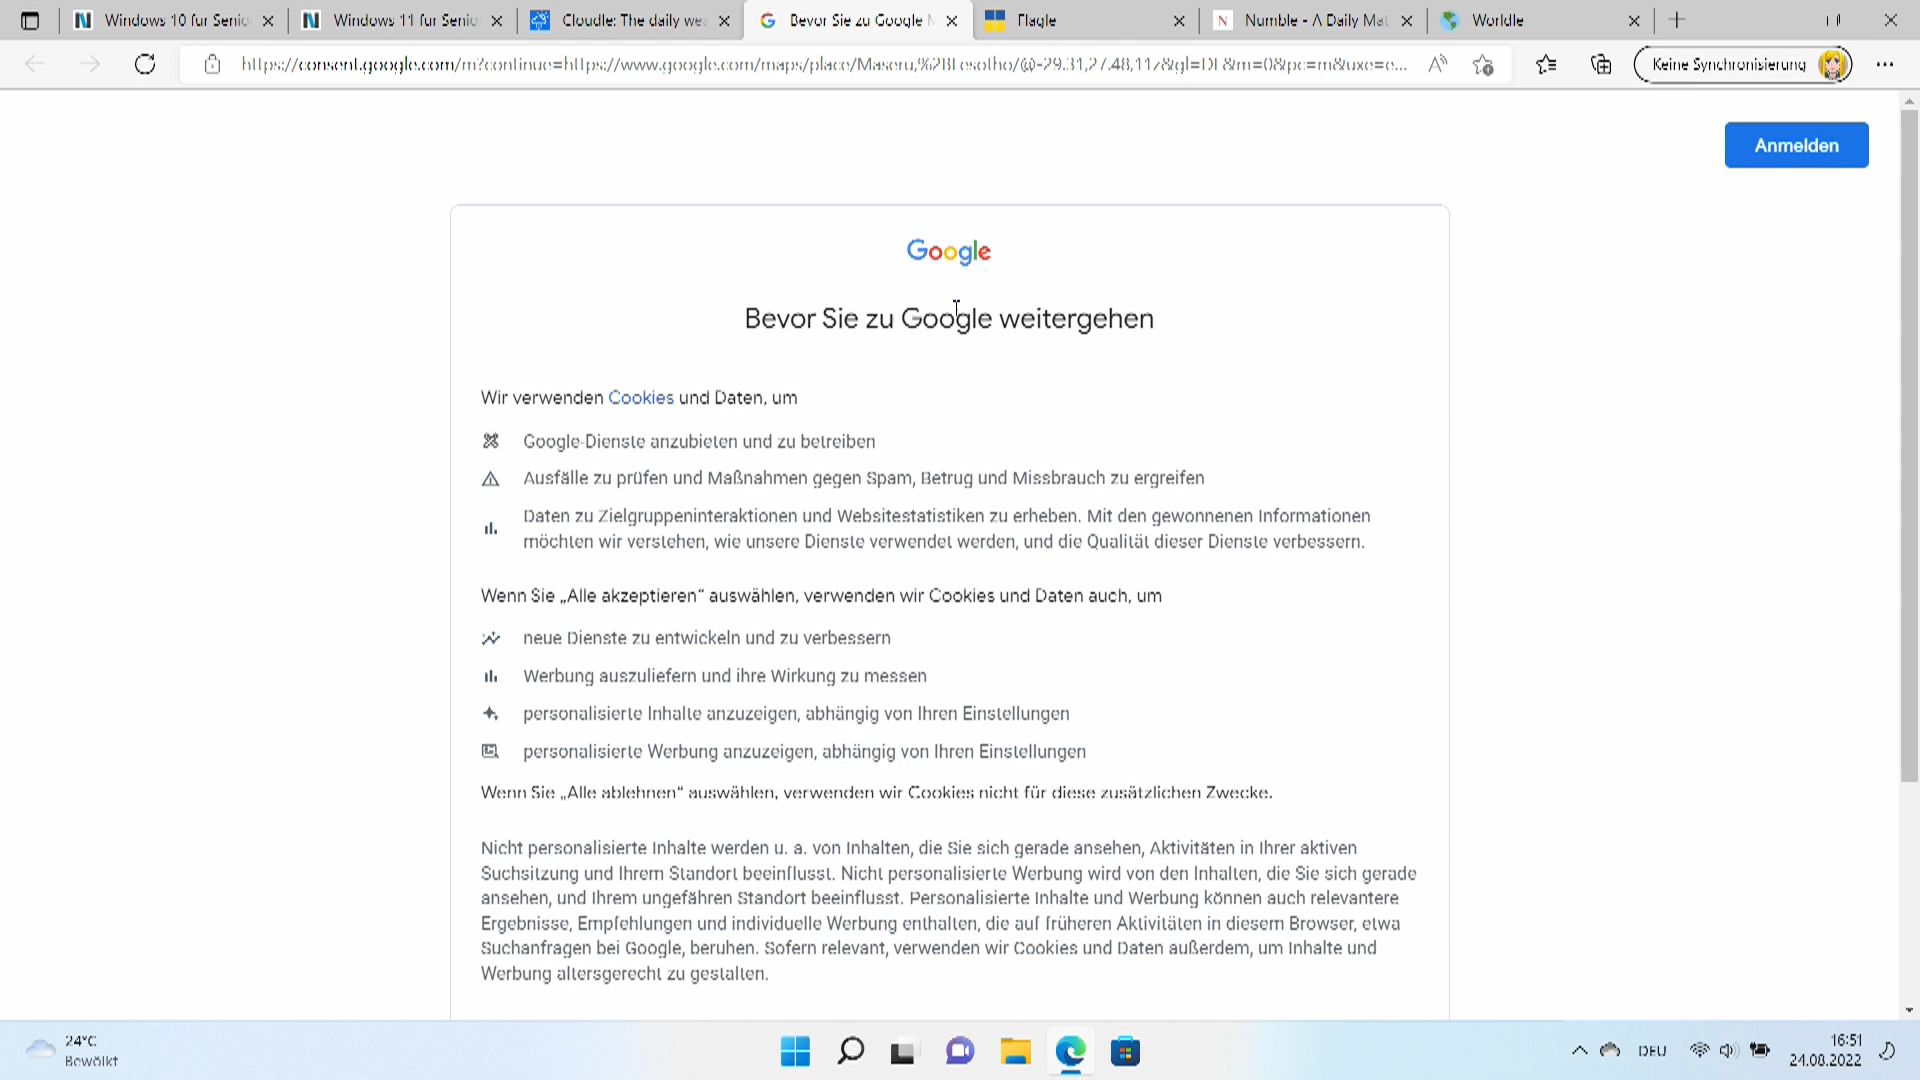 Windows 10 für Senio
Windows 11 für Senio
Cloudle: The daily wea
Bevor Sie zu Google M
Flagle
Numble - A Daily Mat
Worldle
https://consent.google.com/m?continue=https://www.google.com/maps/place/Maseru,%2BLesotho/@-29.31,27.48,11z&gl=DE&m=0&pc=m&uxe=e...
Keine Synchronisierung
Anmelden
Google
Bevor Sie zu Google weitergehen
Wir verwenden Cookies und Daten, um
Google-Dienste anzubieten und zu betreiben
Ausfälle zu prüfen und Maßnahmen gegen Spam, Betrug und Missbrauch zu ergreifen
Daten zu Zielgruppeninteraktionen und Websitestatistiken zu erheben. Mit den gewonnenen Informationen
möchten wir verstehen, wie unsere Dienste verwendet werden, und die Qualität dieser Dienste verbessern.
Wenn Sie „Alle akzeptieren“ auswählen, verwenden wir Cookies und Daten auch, um
neue Dienste zu entwickeln und zu verbessern
Werbung auszuliefern und ihre Wirkung zu messen
personalisierte Inhalte anzuzeigen, abhängig von Ihren Einstellungen
personalisierte Werbung anzuzeigen, abhängig von Ihren Einstellungen
Wenn Sie „Alle ablehnen“ auswählen, verwenden wir Cookies nicht für diese zusätzlichen Zwecke.
Nicht personalisierte Inhalte werden u. a. von Inhalten, die Sie sich gerade ansehen, Aktivitäten in Ihrer aktiven
Suchsitzung und Ihrem Standort beeinflusst. Nicht personalisierte Werbung wird von den Inhalten, die Sie sich gerade
ansehen, und Ihrem ungefähren Standort beeinflusst. Personalisierte Inhalte und Werbung können auch relevantere
Ergebnisse, Empfehlungen und individuelle Werbung enthalten, die auf früheren Aktivitäten in diesem Browser, etwa
Suchanfragen bei Google, beruhen. Sofern relevant, verwenden wir Cookies und Daten außerdem, um Inhalte und
Werbung altersgerecht zu gestalten.
24°C
Bewölkt
DEU
16:51
24.08.2022